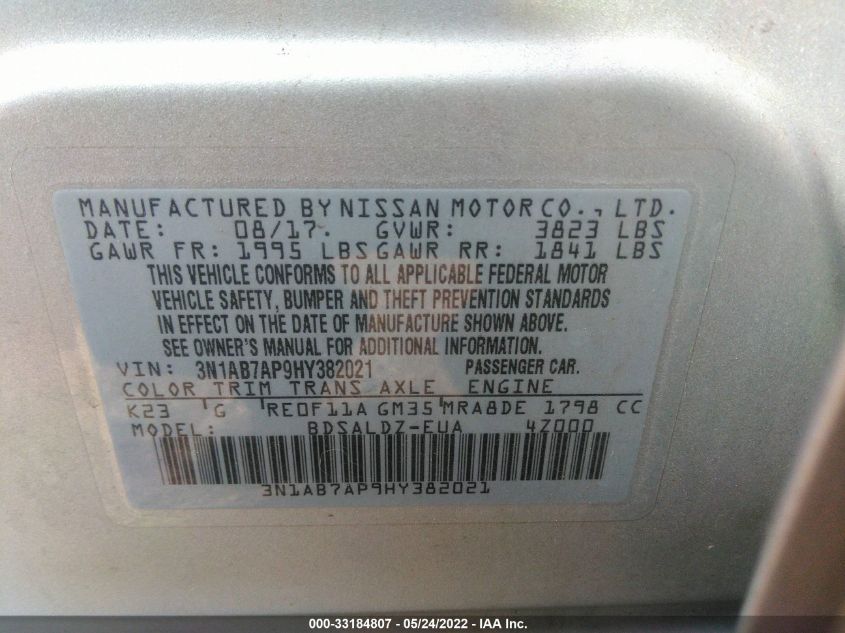 MANUFACTURED BY NISSAN MOTOR CO., LTD.
DATE: 08/17. GVWR: 3823 LBS
GAWR FR: 1995 LBS GAWR RR: 1841 LBS
THIS VEHICLE CONFORMS TO ALL APPLICABLE FEDERAL MOTOR
VEHICLE SAFETY, BUMPER AND THEFT PREVENTION STANDARDS
IN EFFECT ON THE DATE OF MANUFACTURE SHOWN ABOVE.
SEE OWNER'S MANUAL FOR ADDITIONAL INFORMATION.
VIN: 3N1AB7AP9HY382021 PASSENGER CAR.
COLOR TRIM TRANS AXLE ENGINE
K23 G RE0F11A GM35 MRA8DE 1798 CC
MODEL: BDSALDZ-EUA 4Z000
3N1AB7AP9HY382021
000-33184807 - 05/24/2022 - IAA Inc.